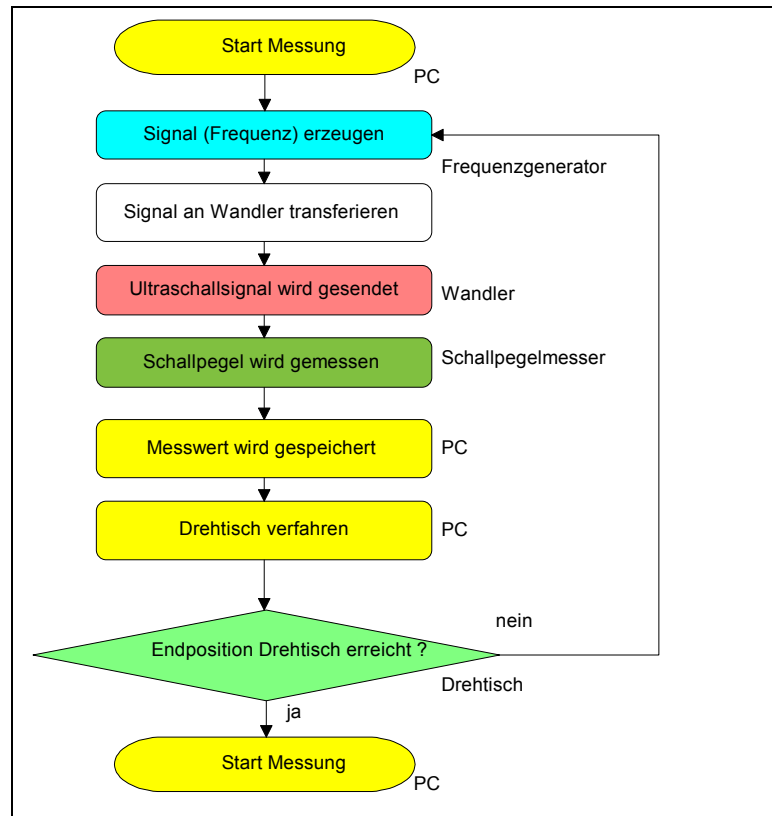 Start Messung
PC
Signal (Frequenz) erzeugen
Frequenzgenerator
Signal an Wandler transferieren
Ultraschallsignal wird gesendet
Wandler
Schallpegel wird gemessen
Schallpegelmesser
Messwert wird gespeichert
PC
Drehtisch verfahren
PC
nein
Endposition Drehtisch erreicht ?
Drehtisch
ja
Start Messung
PC